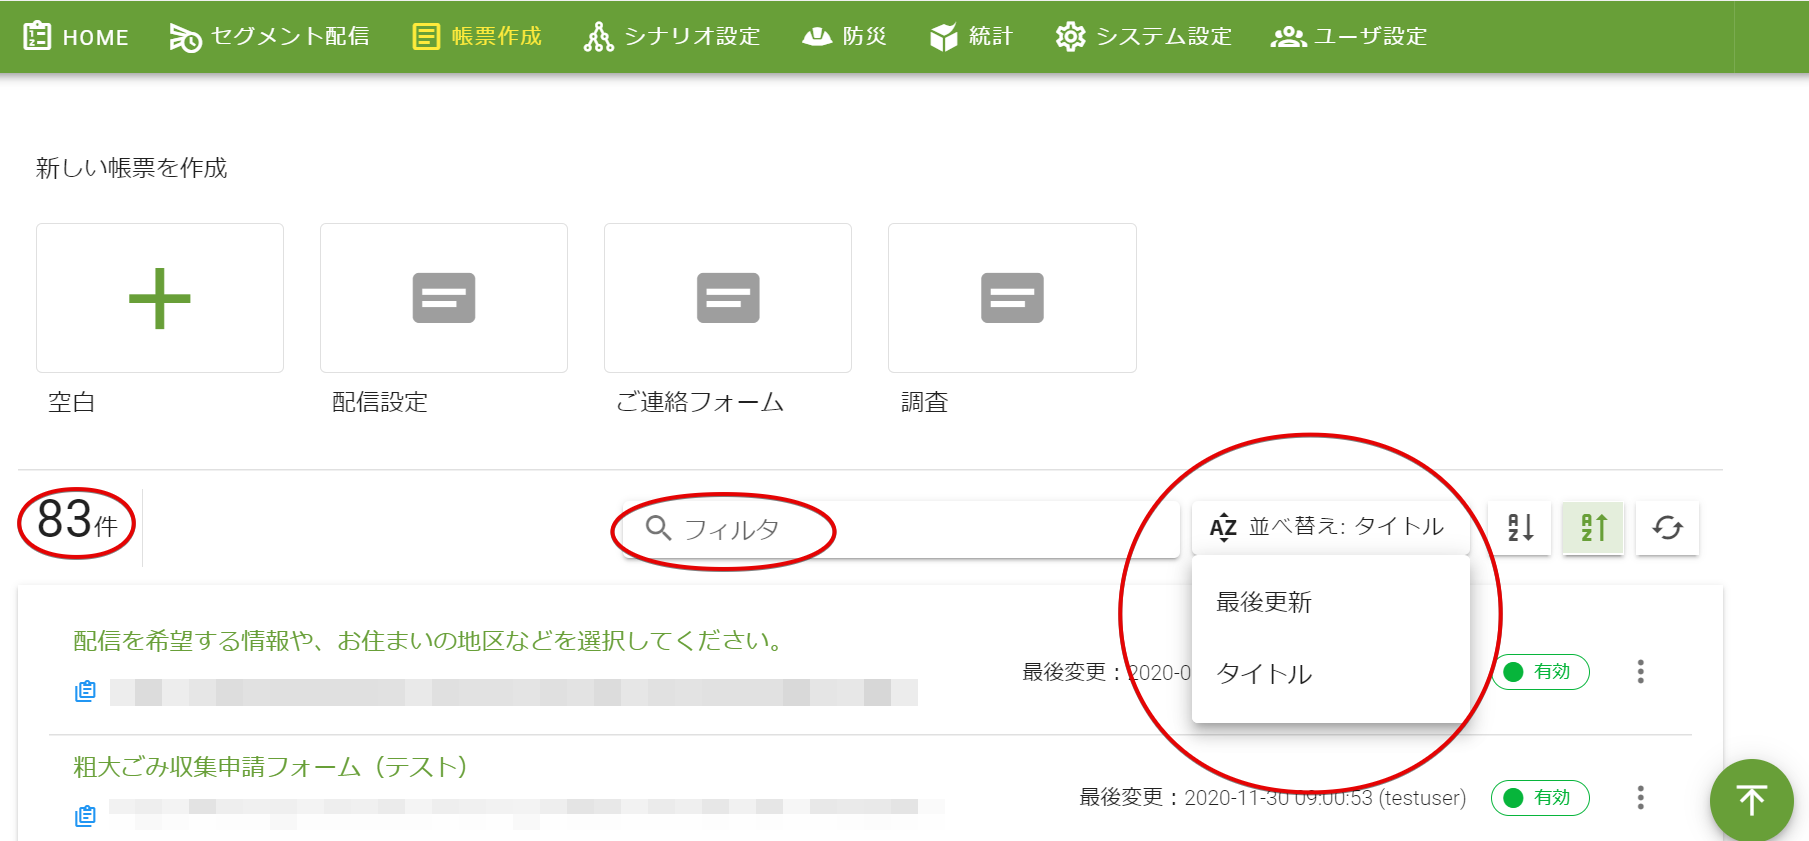 HOME セグメント配信 帳票作成 シナリオ設定 防災 統計 システム設定 ユーザ設定
新しい帳票を作成
空白 配信設定 ご連絡フォーム 調査
83件 フィルタ 並べ替え: タイトル
最後更新
タイトル
配信を希望する情報や、お住まいの地区などを選択してください。
最後変更：2020-0 有効
粗大ごみ収集申請フォーム（テスト）
最後変更：2020-11-30 09:00:53 (testuser) 有効